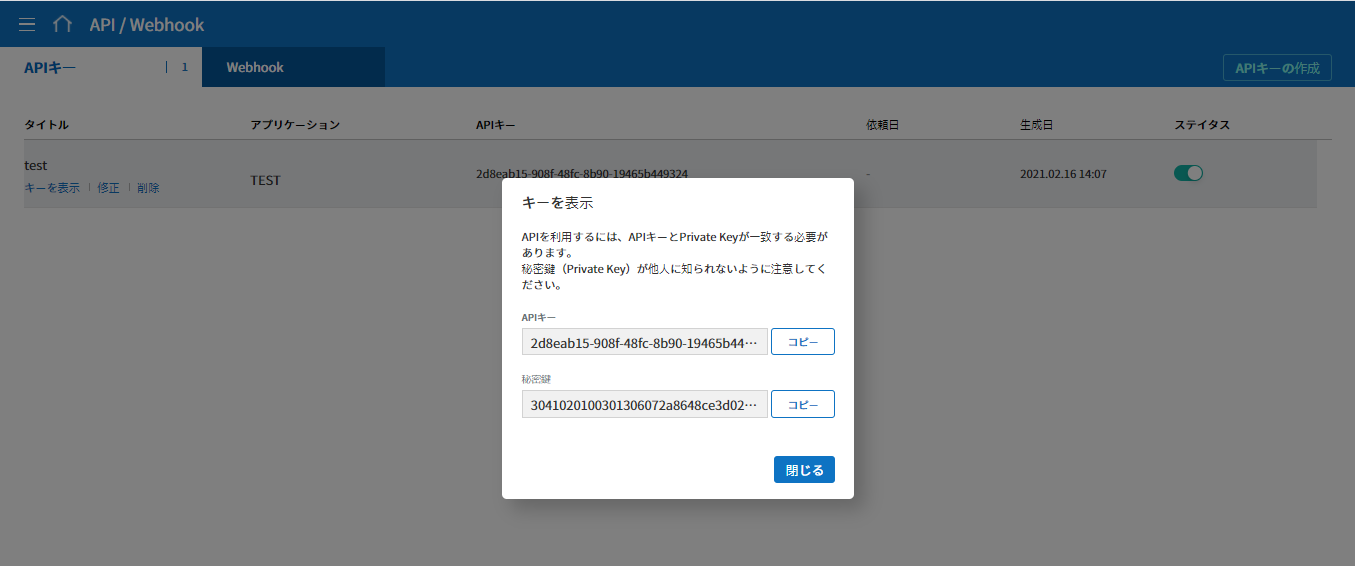 API / Webhook
APIキー 1
Webhook
APIキーの作成
タイトル アプリケーション APIキー 依頼日 生成日 ステイタス
test
キーを表示 修正 削除
TEST
2d8eab15-908f-48fc-8b90-19465b449324
-
2021.02.16 14:07
キーを表示
APIを利用するには、APIキーとPrivate Keyが一致する必要が
あります。
秘密鍵（Private Key）が他人に知られないように注意してく
ださい。
APIキー
2d8eab15-908f-48fc-8b90-19465b44…
コピー
秘密鍵
3041020100301306072a8648ce3d02…
コピー
閉じる